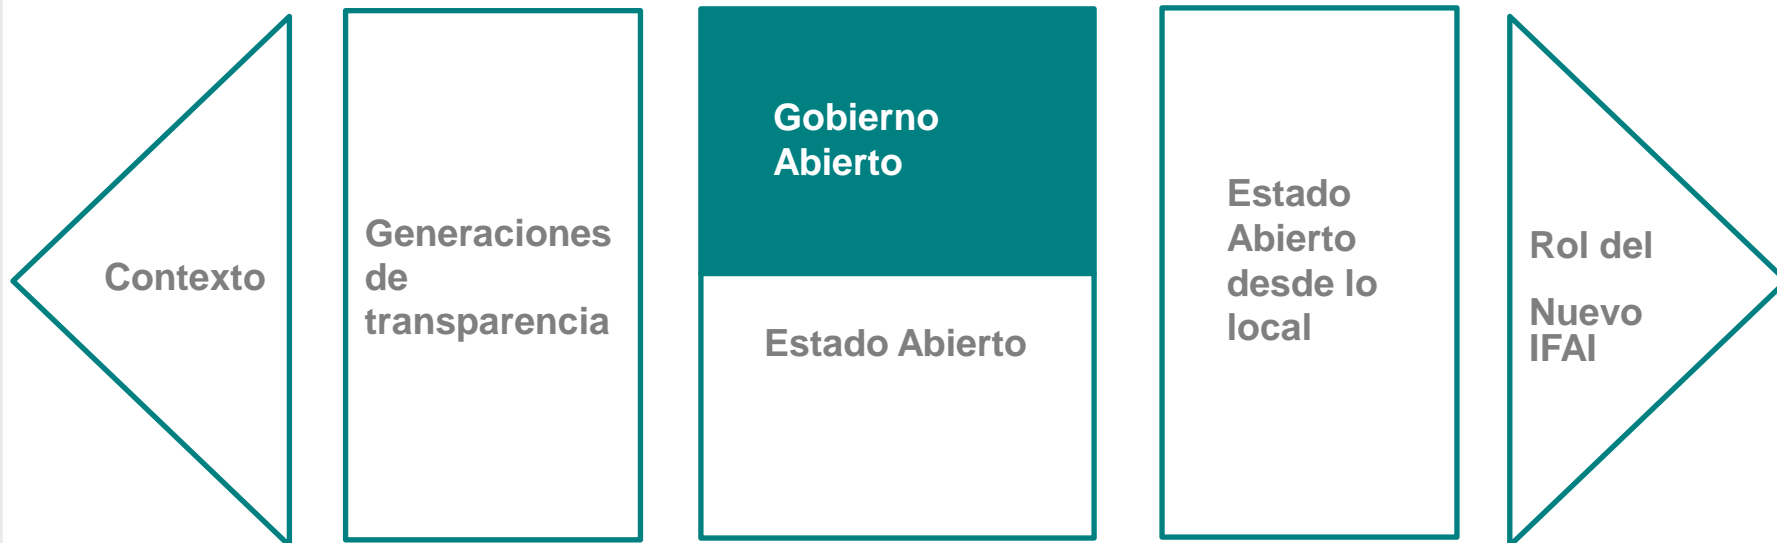 Contexto
Generaciones
de
transparencia
Gobierno
Abierto
Estado Abierto
Estado
Abierto
desde lo
local
Rol del
Nuevo
IFAI